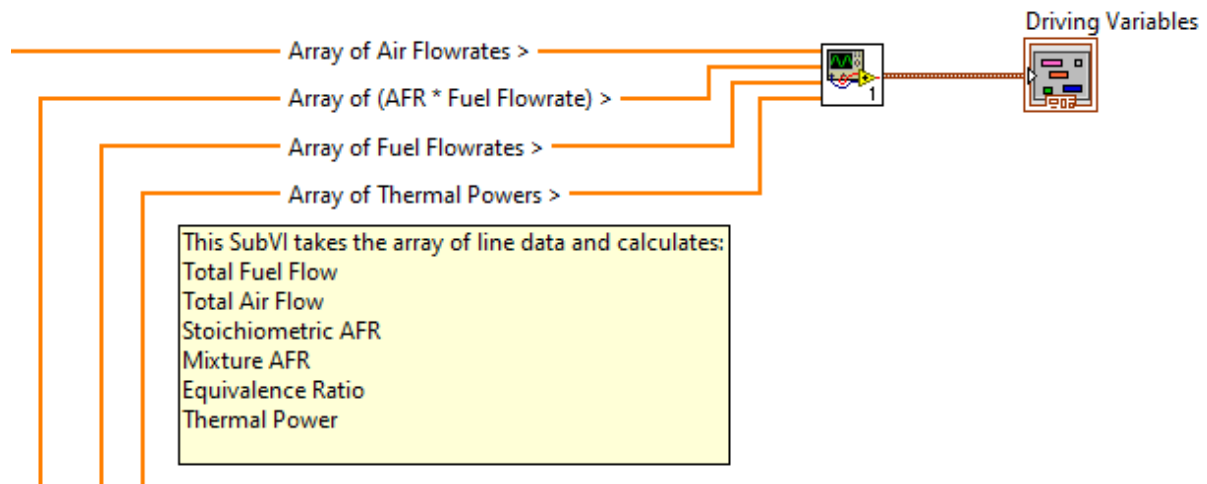 Driving Variables
Array of Air Flowrates >
Array of (AFR * Fuel Flowrate) >
1
Array of Fuel Flowrates >
Array of Thermal Powers >
This SubVI takes the array of line data and calculates:
Total Fuel Flow
Total Air Flow
Stoichiometric AFR
Mixture AFR
Equivalence Ratio
Thermal Power